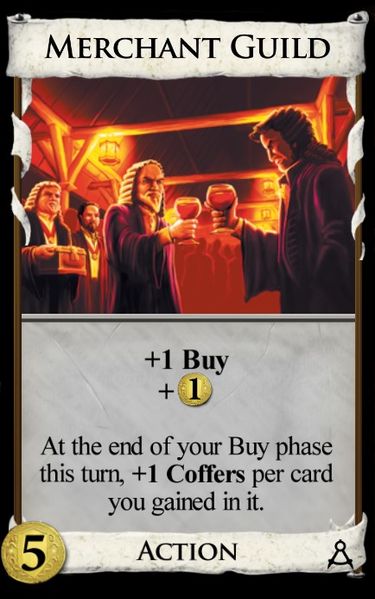 MERCHANT GUILD
+1 Buy
+1
At the end of your Buy phase
this turn, +1 Coffers per card
you gained in it.
5 ACTION